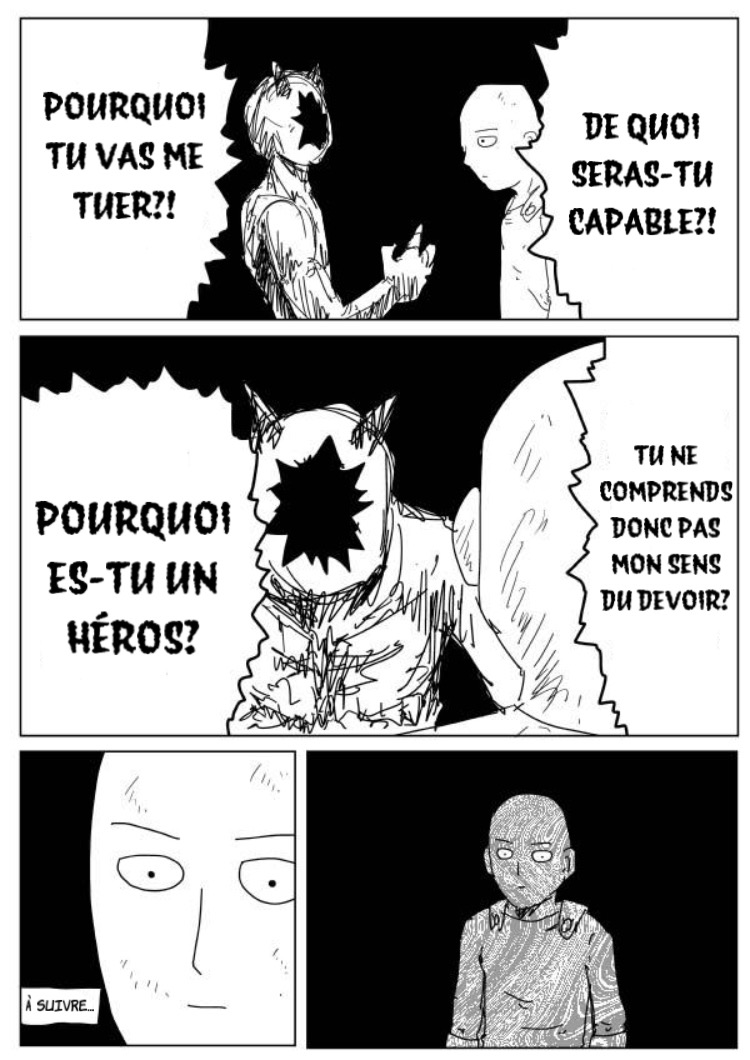 POURQUOI
TU VAS ME
TUER?!
DE QUOI
SERAS-TU
CAPABLE?!
POURQUOI
ES-TU UN
HÉROS?
TU NE
COMPRENDS
DONC PAS
MON SENS
DU DEVOIR?
À SUIVRE...